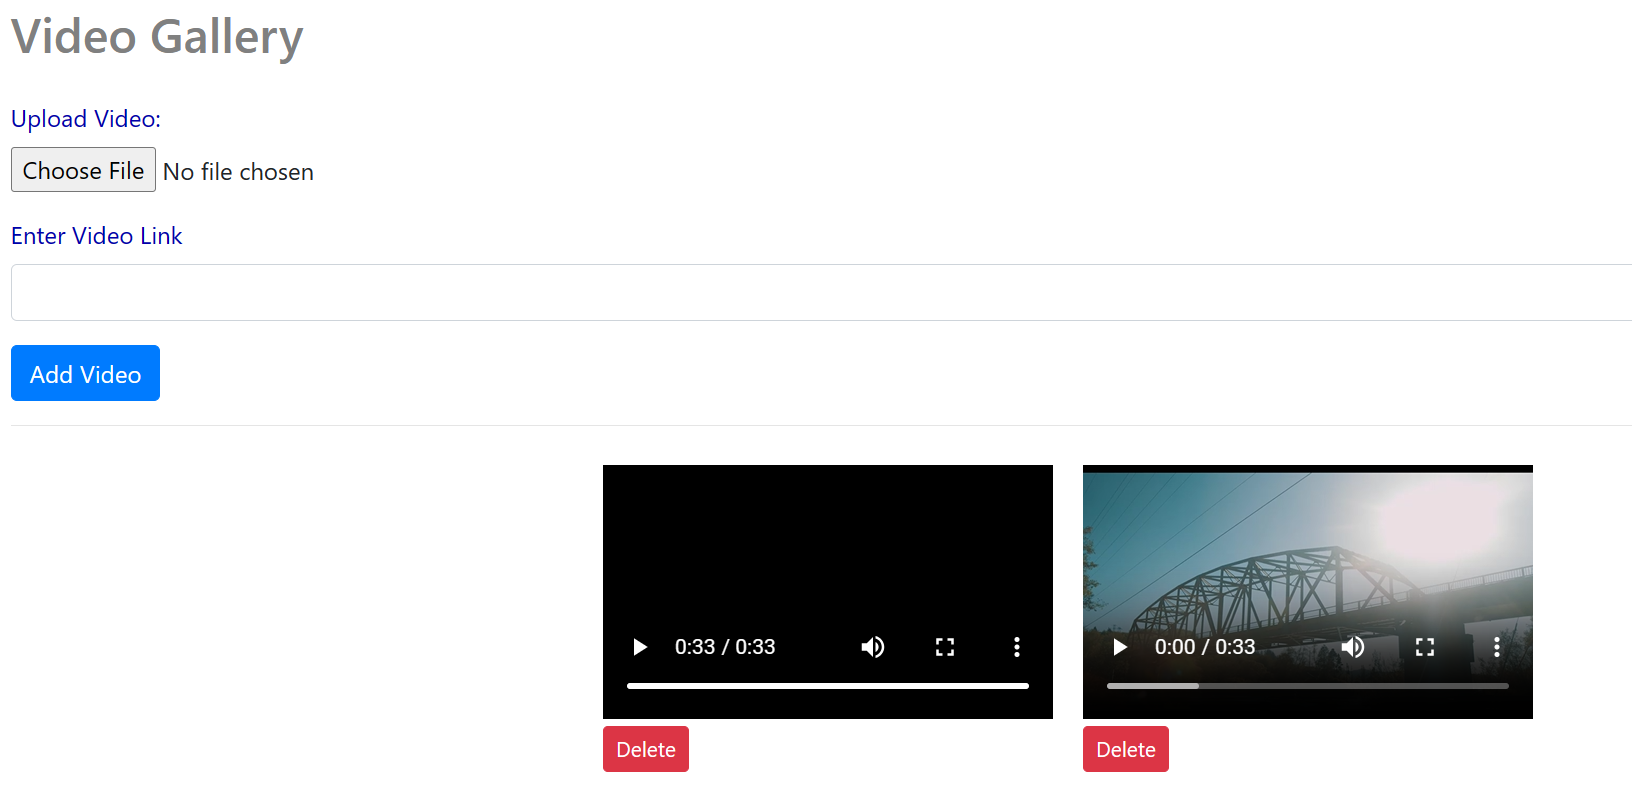 Video Gallery
Upload Video:
Choose File No file chosen
Enter Video Link
Add Video
0:33 / 0:33
0:00 / 0:33
Delete
Delete